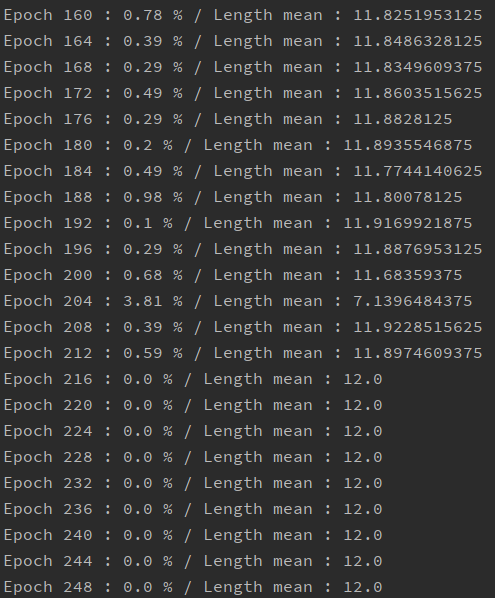 Epoch 160 : 0.78 % / Length mean : 11.8251953125
Epoch 164 : 0.39 % / Length mean : 11.8486328125
Epoch 168 : 0.29 % / Length mean : 11.8349609375
Epoch 172 : 0.49 % / Length mean : 11.8603515625
Epoch 176 : 0.29 % / Length mean : 11.8828125
Epoch 180 : 0.2 % / Length mean : 11.8935546875
Epoch 184 : 0.49 % / Length mean : 11.7744140625
Epoch 188 : 0.98 % / Length mean : 11.80078125
Epoch 192 : 0.1 % / Length mean : 11.9169921875
Epoch 196 : 0.29 % / Length mean : 11.8876953125
Epoch 200 : 0.68 % / Length mean : 11.68359375
Epoch 204 : 3.81 % / Length mean : 7.1396484375
Epoch 208 : 0.39 % / Length mean : 11.9228515625
Epoch 212 : 0.59 % / Length mean : 11.8974609375
Epoch 216 : 0.0 % / Length mean : 12.0
Epoch 220 : 0.0 % / Length mean : 12.0
Epoch 224 : 0.0 % / Length mean : 12.0
Epoch 228 : 0.0 % / Length mean : 12.0
Epoch 232 : 0.0 % / Length mean : 12.0
Epoch 236 : 0.0 % / Length mean : 12.0
Epoch 240 : 0.0 % / Length mean : 12.0
Epoch 244 : 0.0 % / Length mean : 12.0
Epoch 248 : 0.0 % / Length mean : 12.0